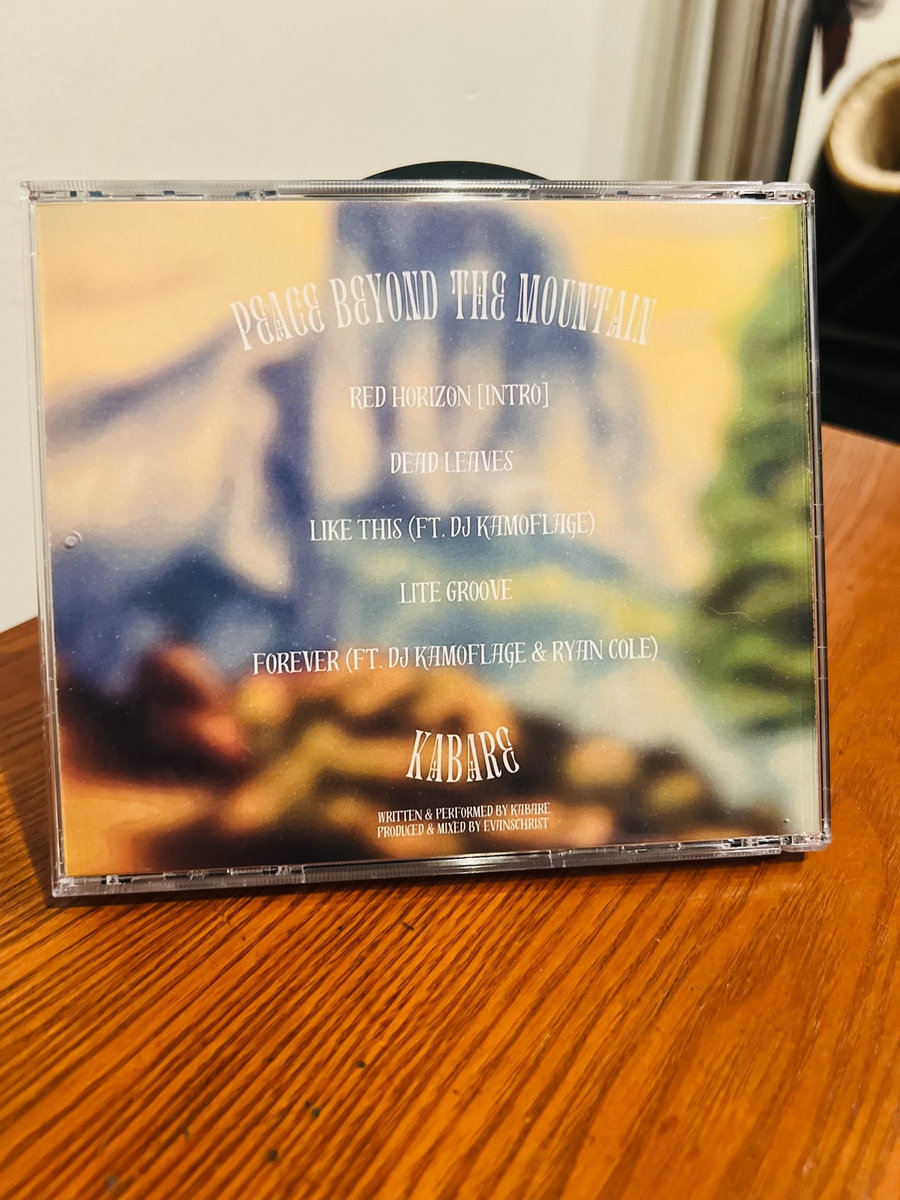 PEACE BEYOND THE MOUNTAIN
RED HORIZON [INTRO]
DEAD LEAVES
LIKE THIS (FT. DJ KAMOFLAGE)
LITE GROOVE
FOREVER (FT. DJ KAMOFLAGE & RYAN COLE)
KABARE
WRITTEN & PERFORMED BY KABARE
PRODUCED & MIXED BY EVANSCHRIST